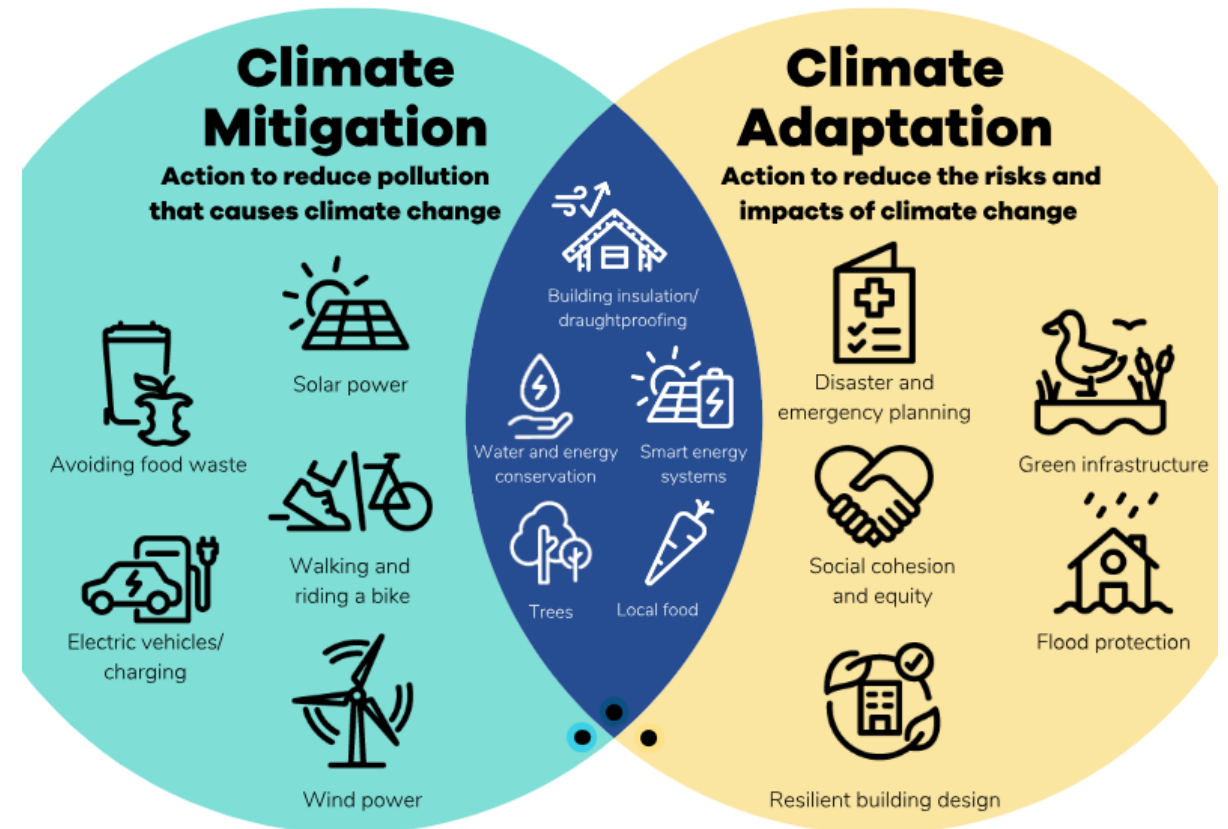 Climate
Mitigation
Action to reduce pollution
that causes climate change
Solar power
Avoiding food waste
Walking and
riding a bike
Electric vehicles/
charging
Wind power
Building insulation/
draughtproofing
Water and energy
conservation
Smart energy
systems
Trees
Local food
Climate
Adaptation
Action to reduce the risks and
impacts of climate change
Disaster and
emergency planning
Green infrastructure
Social cohesion
and equity
Flood protection
Resilient building design